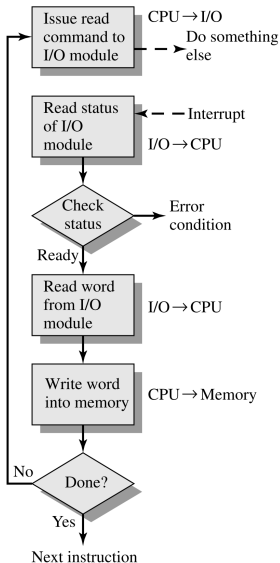 Issue read
command to
I/O module
CPU → I/O
Do something
else
Read status
of I/O
module
Interrupt
I/O → CPU
Check
status
Error
condition
Ready
Read word
from I/O
module
I/O → CPU
Write word
into memory
CPU → Memory
No
Done?
Yes
Next instruction